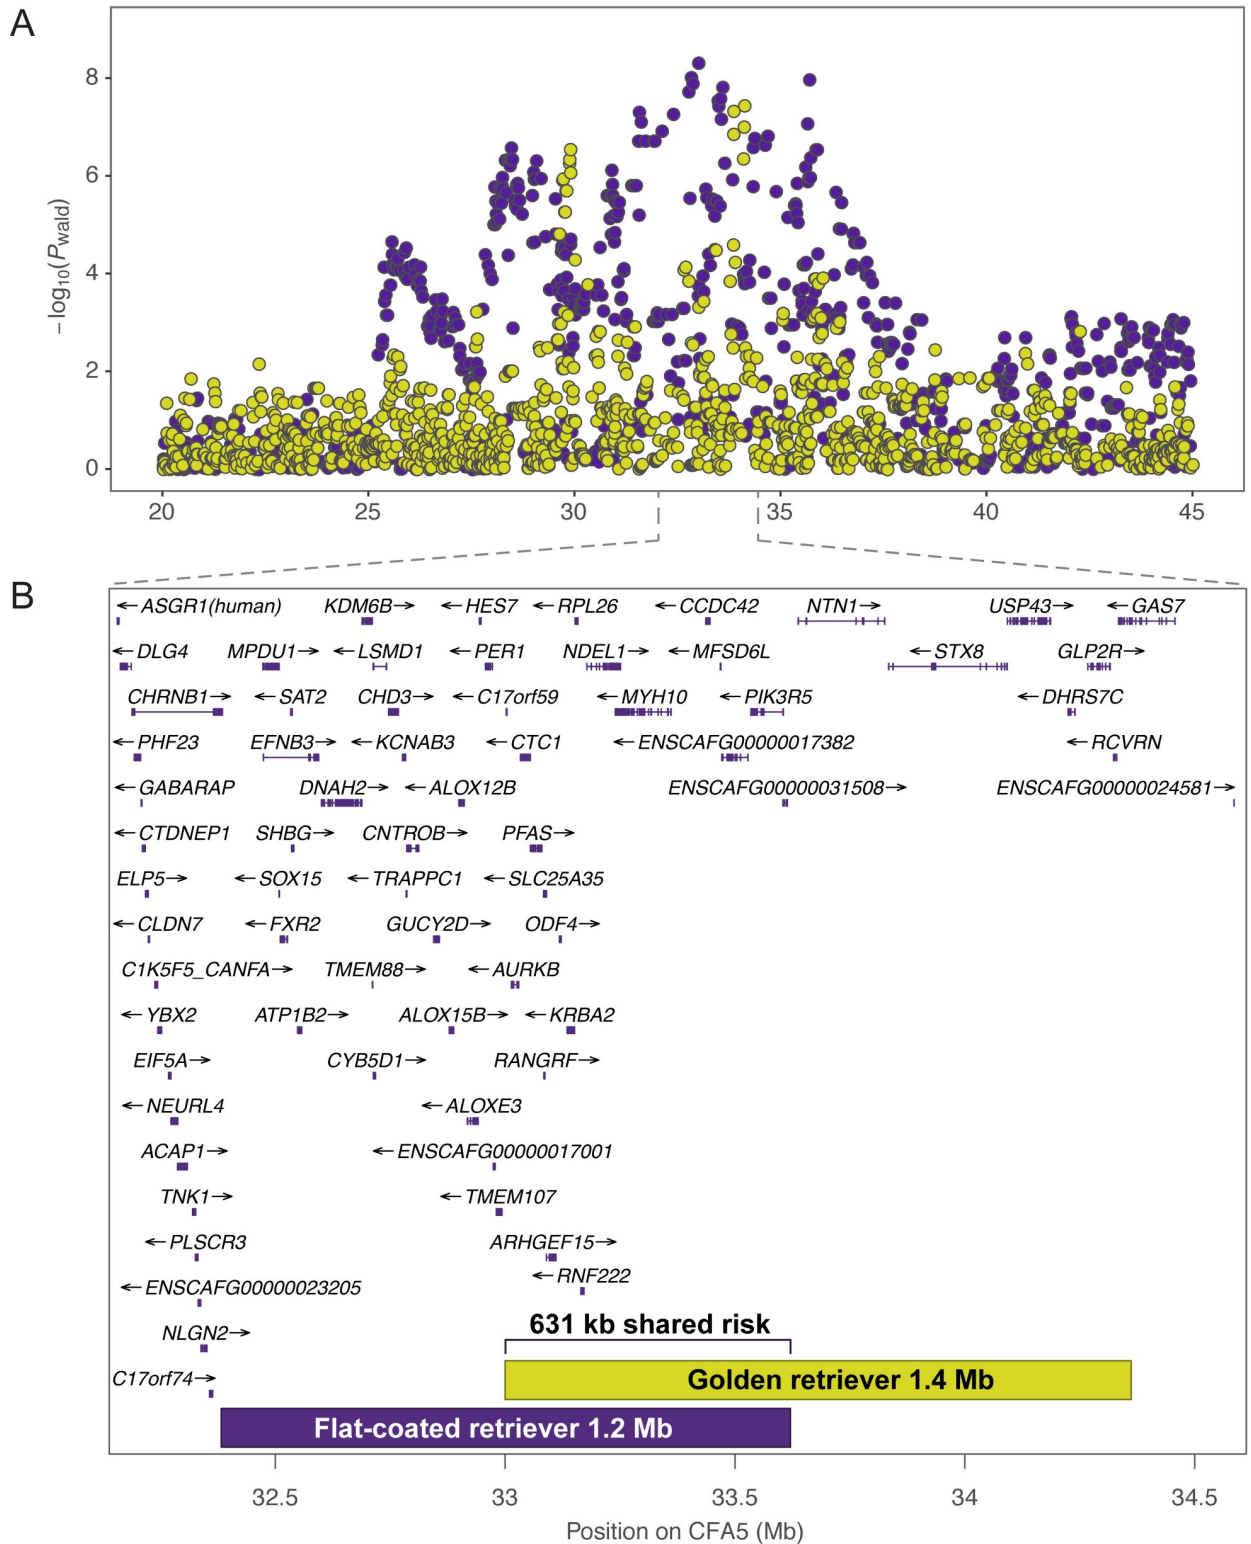 A
−log10(Pwald)
8
6
4
2
0
20 25 30 35 40 45
B
ASGR1(human) KDM6B HES7 RPL26 CCDC42 NTN1 USP43 GAS7
DLG4 MPDU1 LSMD1 PER1 NDEL1 MFSD6L STX8 GLP2R
CHRNB1 SAT2 CHD3 C17orf59 MYH10 PIK3R5 DHRS7C
PHF23 EFNB3 KCNAB3 CTC1 ENSCAFG00000017382 RCVRN
GABARAP DNAH2 ALOX12B ENSCAFG00000031508 ENSCAFG00000024581
CTDNEP1 SHBG CNTROB PFAS
ELP5 SOX15 TRAPPC1 SLC25A35
CLDN7 FXR2 GUCY2D ODF4
C1K5F5_CANFA TMEM88 AURKB
YBX2 ATP1B2 ALOX15B KRBA2
EIF5A CYB5D1 RANGRF
NEURL4 ALOXE3
ACAP1 ENSCAFG00000017001
TNK1 TMEM107
PLSCR3 ARHGEF15
RNF222
ENSCAFG00000023205
631 kb shared risk
NLGN2
C17orf74 Golden retriever 1.4 Mb
Flat-coated retriever 1.2 Mb
32.5 33 33.5 34 34.5
Position on CFA5 (Mb)